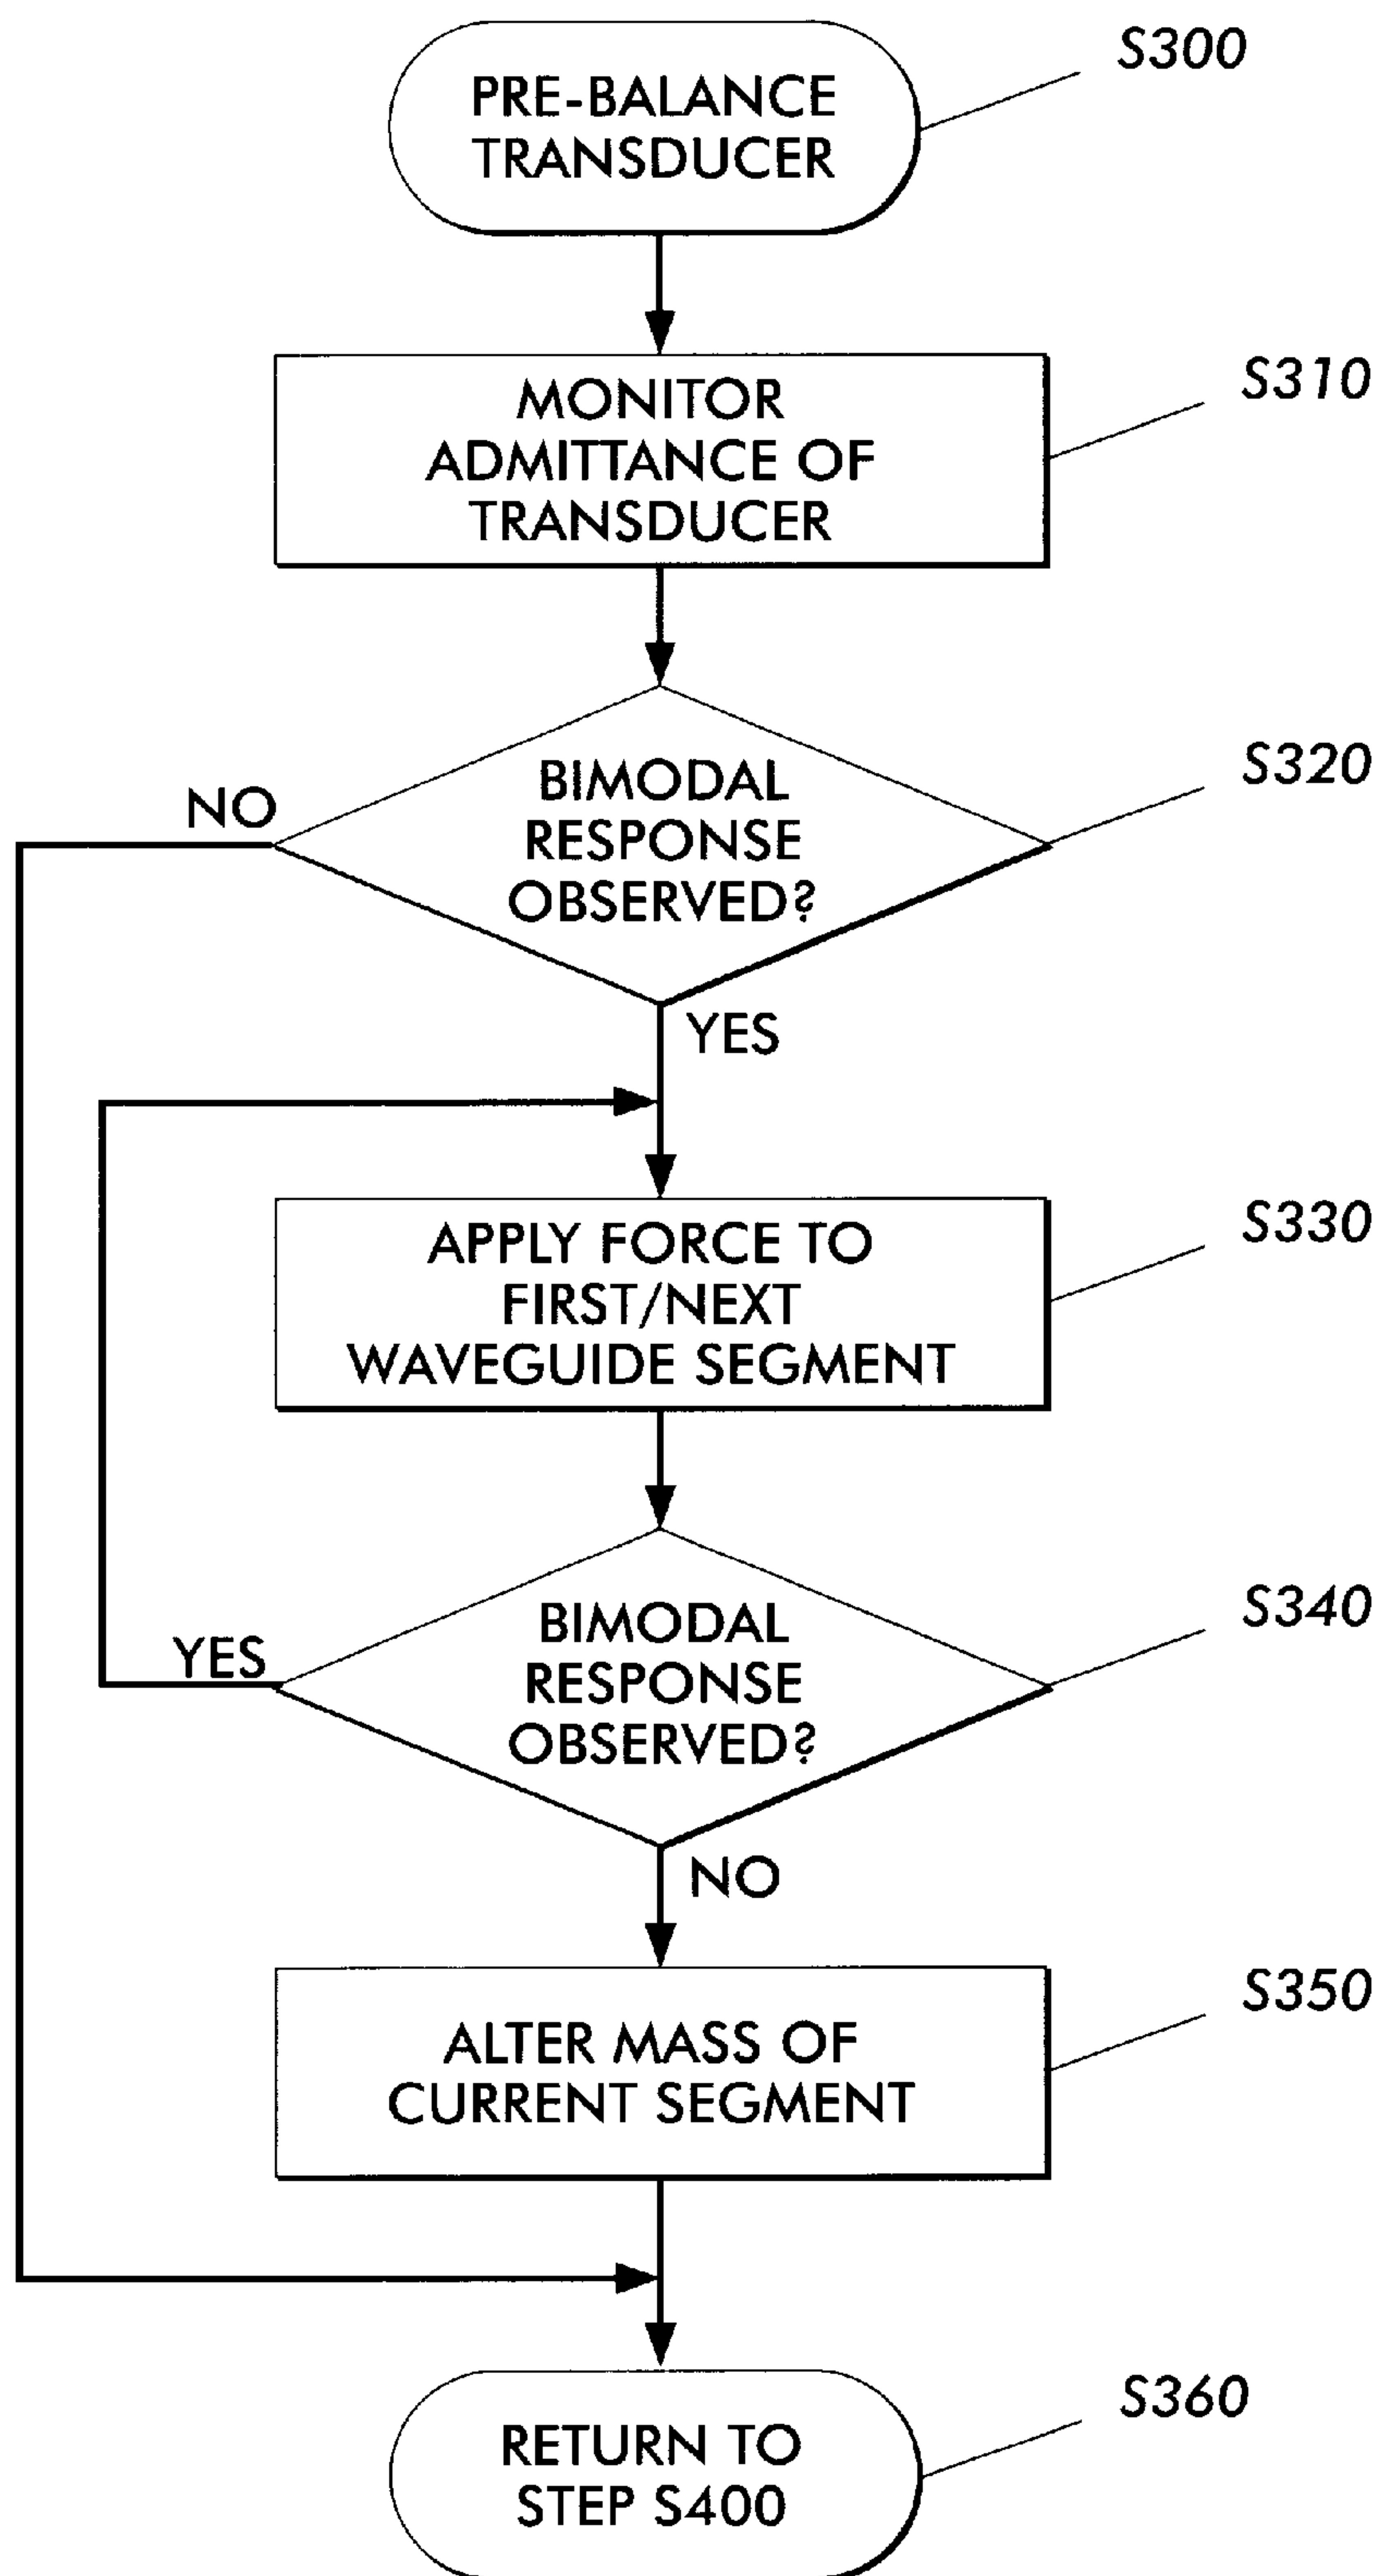 PRE-BALANCE
TRANSDUCER
S300
MONITOR
ADMITTANCE OF
TRANSDUCER
S310
BIMODAL
RESPONSE
OBSERVED?
S320
NO
YES
APPLY FORCE TO
FIRST/NEXT
WAVEGUIDE SEGMENT
S330
BIMODAL
RESPONSE
OBSERVED?
S340
YES
NO
ALTER MASS OF
CURRENT SEGMENT
S350
RETURN TO
STEP S400
S360